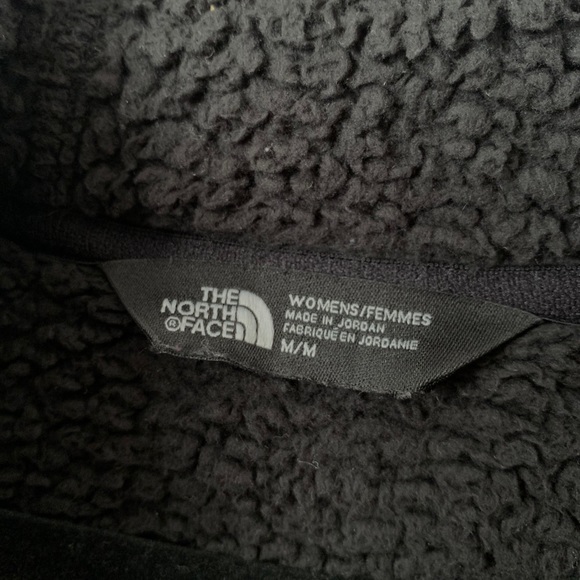 THE
NORTH
®FACE
WOMENS/FEMMES
MADE IN JORDAN
FABRIQUÉ EN JORDANIE
M/M